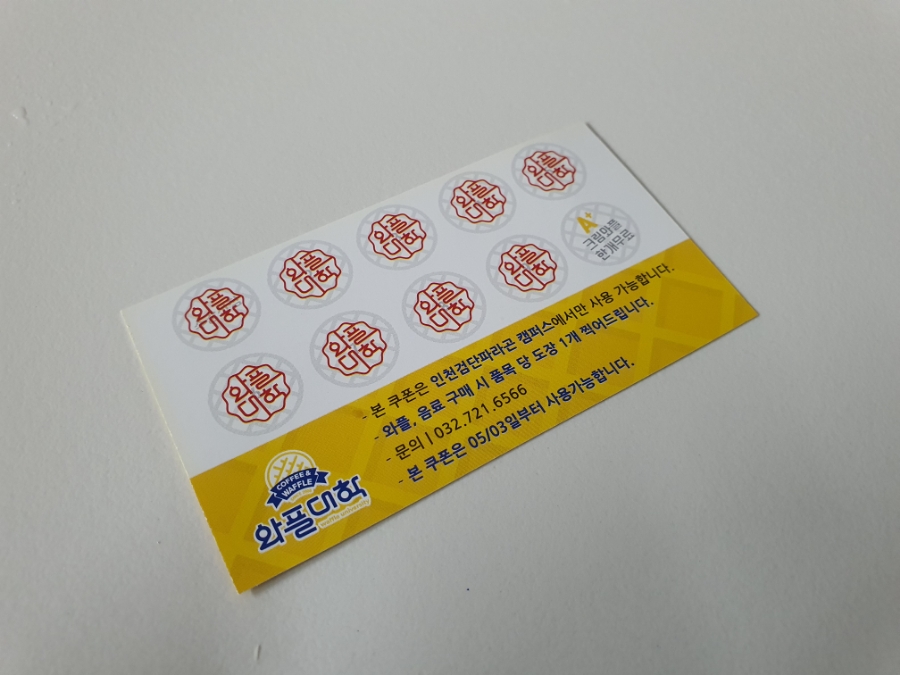 와플대학
와플대학
와플대학
와플대학
와플대학
와플대학
와플대학
와플대학
와플대학
A+
크림와플
한개무료
- 본 쿠폰은 인천검단파라곤 캠퍼스에서만 사용 가능합니다.
- 와플, 음료 구매 시 품목 당 도장 1개 찍어드립니다.
- 문의 | 032.721.6566
- 본 쿠폰은 05/03일부터 사용가능합니다.
COFFEE &
WAFFLE
와플대학
waffle university